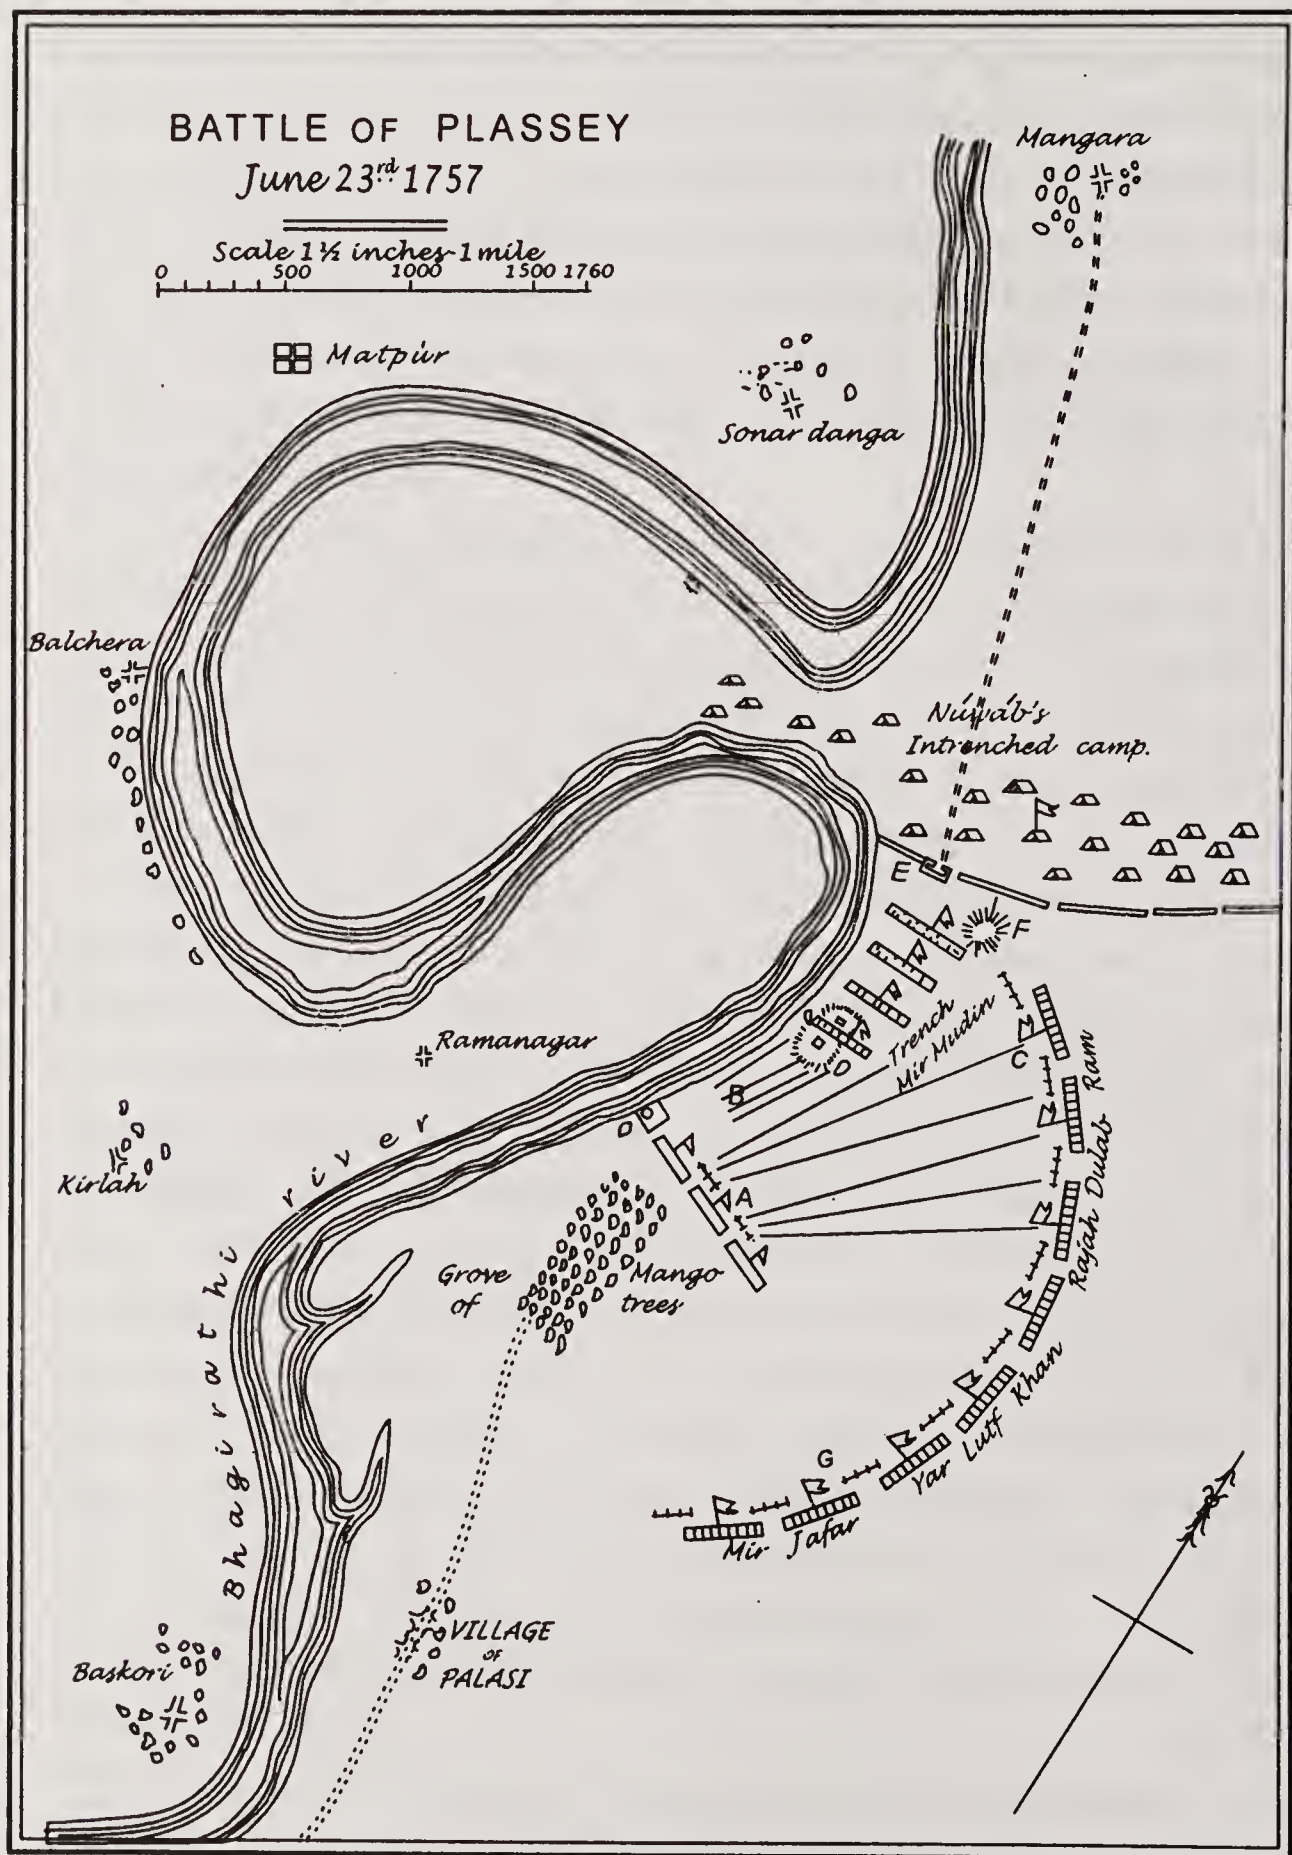 BATTLE OF PLASSEY
June 23rd 1757
Scale 1½ inches-1 mile
0 500 1000 1500 1760
Mangara
Matpúr
Sonar danga
Balchera
Núwáb's
Intrenched camp.
E
F
Ramanagar
Trench
Mir Mudin
C
D
B
A
Rajah Dulab Ram
Kirlah
Bhagirathi river
Grove
of
Mango
trees
Yar Lutf Khan
G
Mir Jafar
VILLAGE
OF
PALASI
Baskori